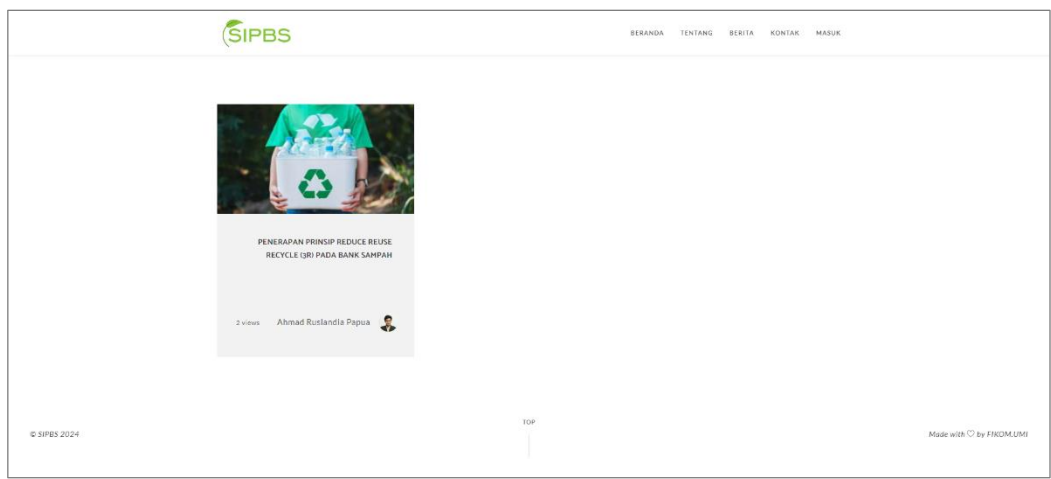 SIPBS
BERANDA TENTANG BERITA KONTAK MASUK
PENERAPAN PRINSIP REDUCE REUSE
RECYCLE (3R) PADA BANK SAMPAH
2 views Ahmad Ruslandia Papua
TOP
© SIPBS 2024
Made with ♡ by FIKOM.UMI